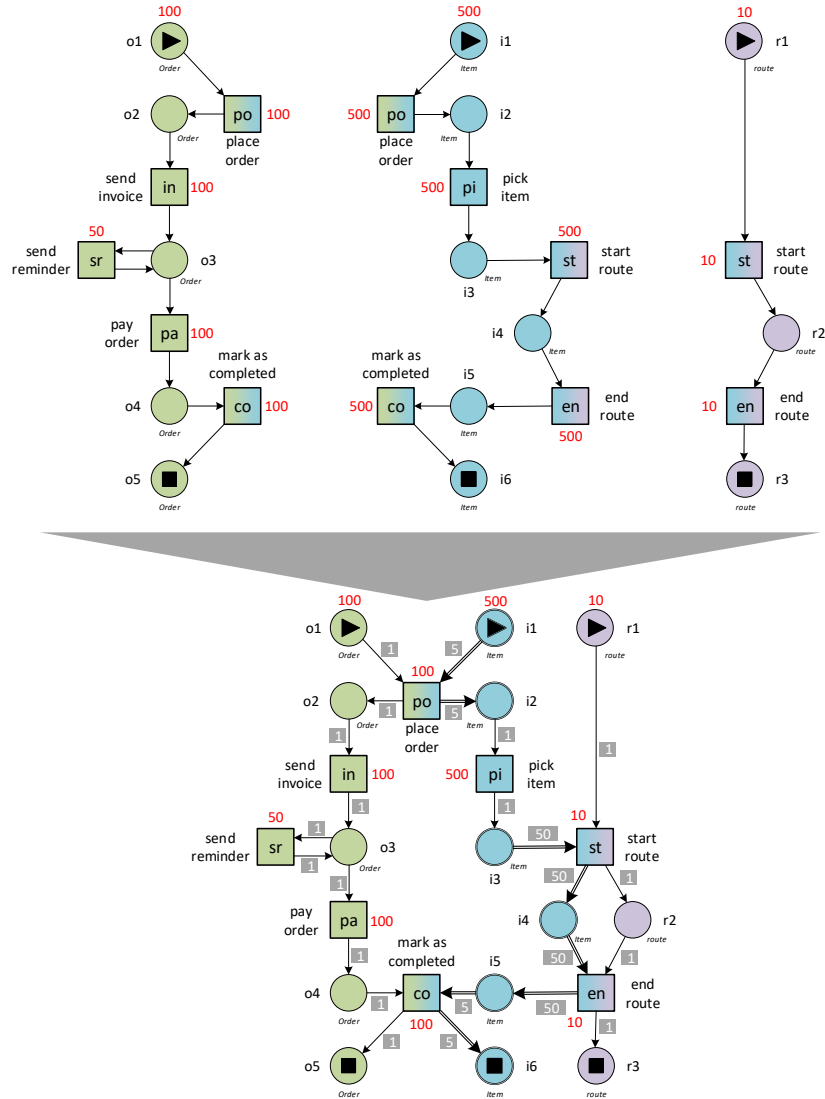 100 500 10
o1 i1 r1
Order Item route
o2 po 100 500 po i2
Order Item
place place
order order
send
invoice in 100 500 pi pick
item
50 500
send
reminder sr o3 st start
route 10 st start
route
Order i3 Item
pay
order pa 100 i4 r2
Item route
mark as
completed mark as
completed i5
o4 co 100 500 co en end
route 10 en end
route
Order Item 500
o5 i6 r3
Order Item route
100 500 10
o1 i1 r1
Order 1 5 Item route
100
o2 po i2
Order 1 5 Item
place
order
1 1 1
send
invoice in 100 500 pi pick
item
1 1
50 10
send
reminder sr 1 o3 50 st start
route
1 Order i3 Item
1 50 1
pay
order pa 100 i4 r2
Item route
1 mark as
completed i5 50 1
o4 1 co 5 50 en end
route
Order 100 Item 10
1 5 1
o5 i6 r3
Order Item route